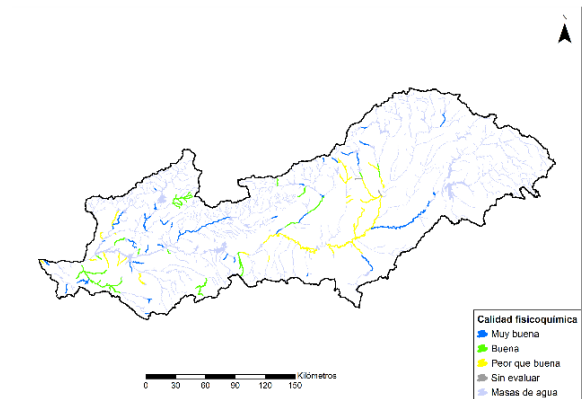 Calidad fisicoquímica
Muy buena
Buena
Peor que buena
Sin evaluar
Masas de agua
Kilómetros
0 30 60 90 120 150